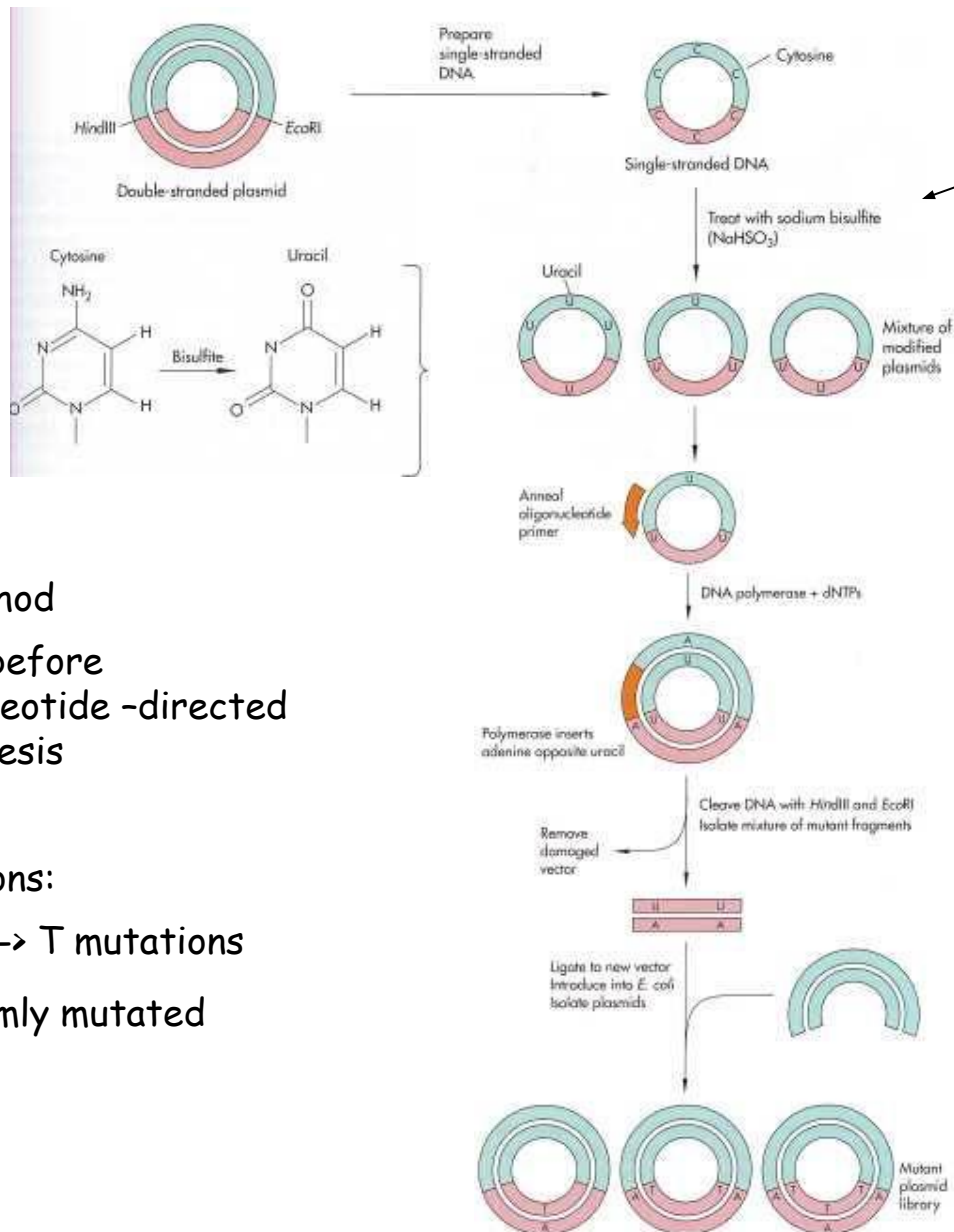 Prepare
single-stranded
DNA
HindIII
EcoRI
Double-stranded plasmid
C
C
C
C
C
C
Cytosine
Single-stranded DNA
Treat with sodium bisulfite
(NaHSO3)
Cytosine
Uracil
NH2
N
H
Bisulfite
O
N
H
O
N
H
O
N
H
Uracil
U
U
U
U
U
U
U
U
U
U
Mixture of
modified
plasmids
Anneal
oligonucleotide
primer
U
U
U
DNA polymerase + dNTPs
A
U
U
U
A
A
Polymerase inserts
adenine opposite uracil
Cleave DNA with HindIII and EcoRI
Isolate mixture of mutant fragments
Remove
damaged
vector
U U
A A
Ligate to new vector
Introduce into E. coli
Isolate plasmids
T
A
A T T A
A T T A
T
A
Mutant
plasmid
library
nod
before
eotide –directed
esis
ons:
-> T mutations
mly mutated